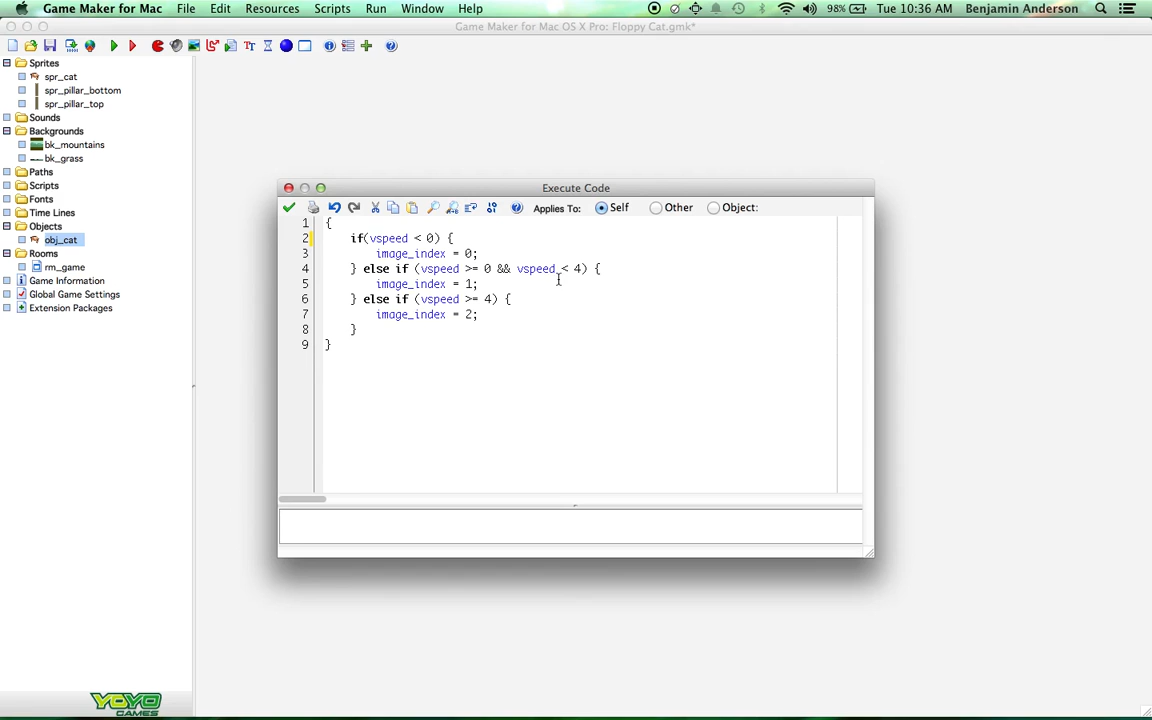 Game Maker for Mac File Edit Resources Scripts Run Window Help 98% Tue 10:36 AM Benjamin Anderson
Game Maker for Mac OS X Pro: Floppy Cat.gmk*
Sprites
spr_cat
spr_pillar_bottom
spr_pillar_top
Sounds
Backgrounds
bk_mountains
bk_grass
Paths
Scripts
Fonts
Time Lines
Objects
obj_cat
Rooms
rm_game
Game Information
Global Game Settings
Extension Packages
Execute Code
Applies To: Self Other Object:
1 {
2 if(vspeed < 0) {
3 image_index = 0;
4 } else if (vspeed >= 0 && vspeed < 4) {
5 image_index = 1;
6 } else if (vspeed >= 4) {
7 image_index = 2;
8 }
9 }
YOYO
GAMES